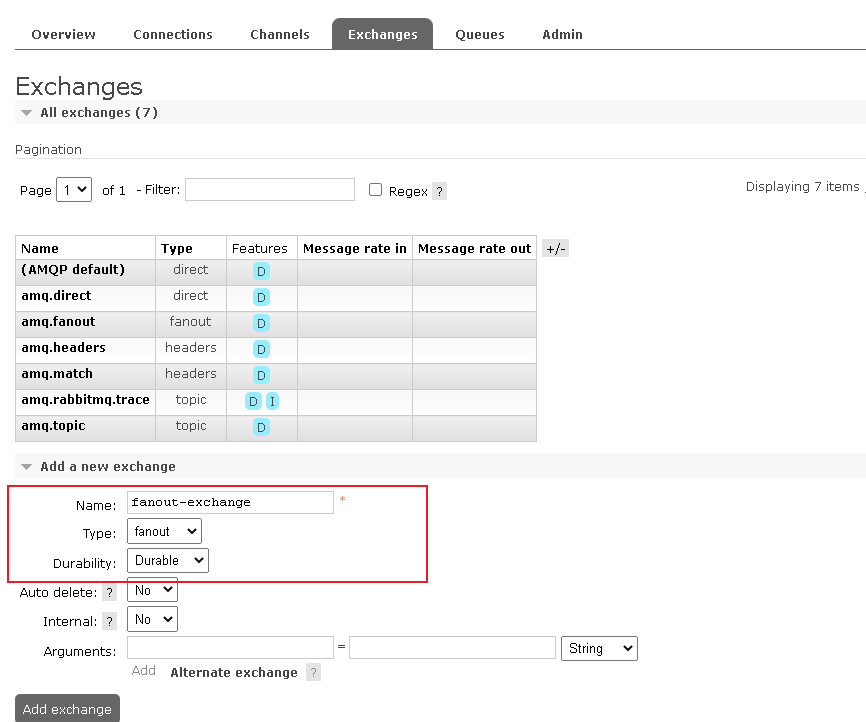 Overview Connections Channels Exchanges Queues Admin
Exchanges
All exchanges (7)
Pagination
Page 1 of 1 - Filter: Regex ? Displaying 7 items
Name Type Features Message rate in Message rate out +/-
(AMQP default) direct D
amq.direct direct D
amq.fanout fanout D
amq.headers headers D
amq.match headers D
amq.rabbitmq.trace topic D I
amq.topic topic D
Add a new exchange
Name: fanout-exchange *
Type: fanout
Durability: Durable
Auto delete: ? No
Internal: ? No
Arguments: = String
Add Alternate exchange ?
Add exchange